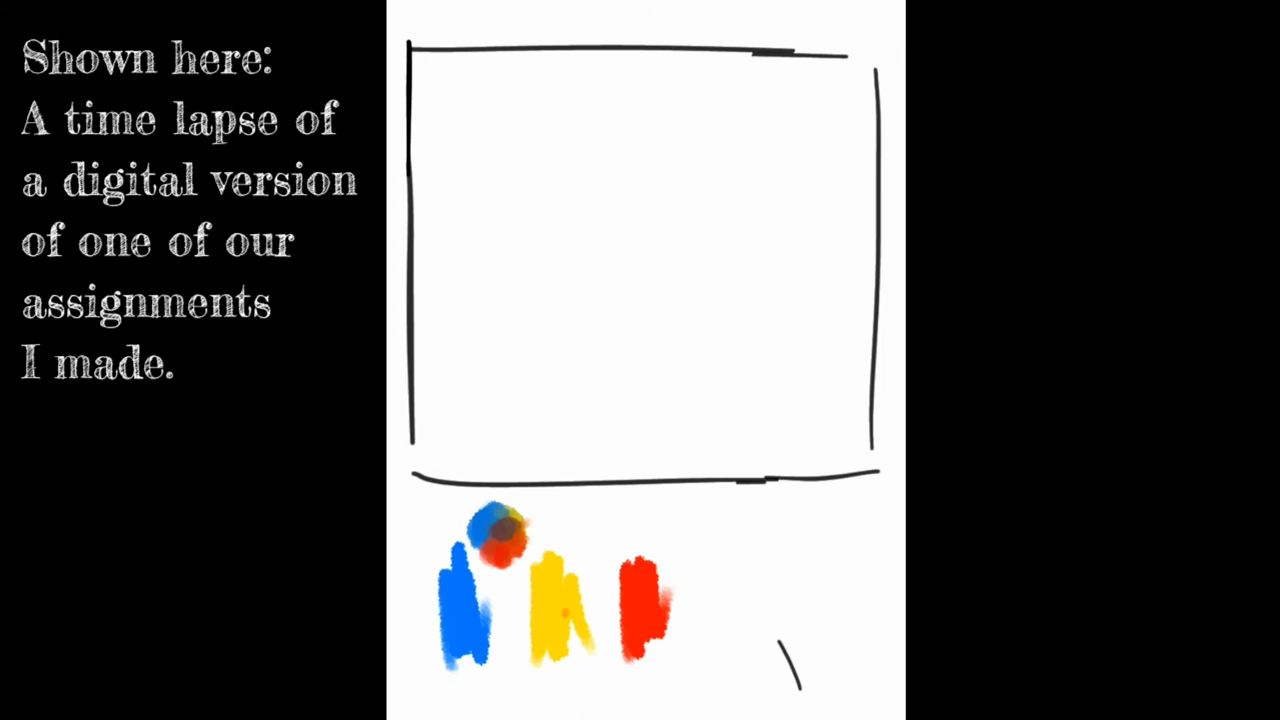 Shown here:
A time lapse of
a digital version
of one of our
assignments
I made.